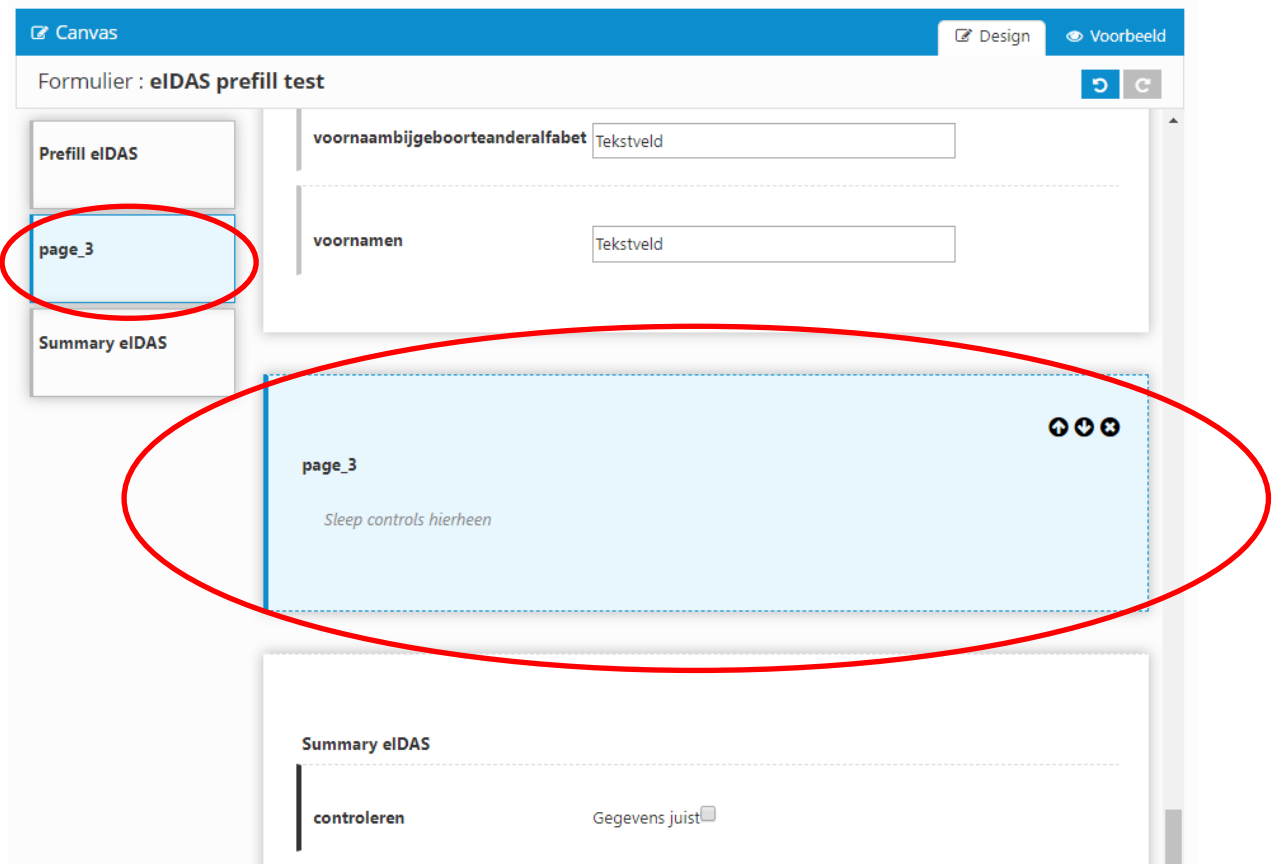 Canvas
Design
Voorbeeld
Formulier : eIDAS prefill test
Prefill eIDAS
page_3
Summary eIDAS
voornaambijgeboorteanderalfabet Tekstveld
voornamen Tekstveld
page_3
Sleep controls hierheen
Summary eIDAS
controleren Gegevens juist